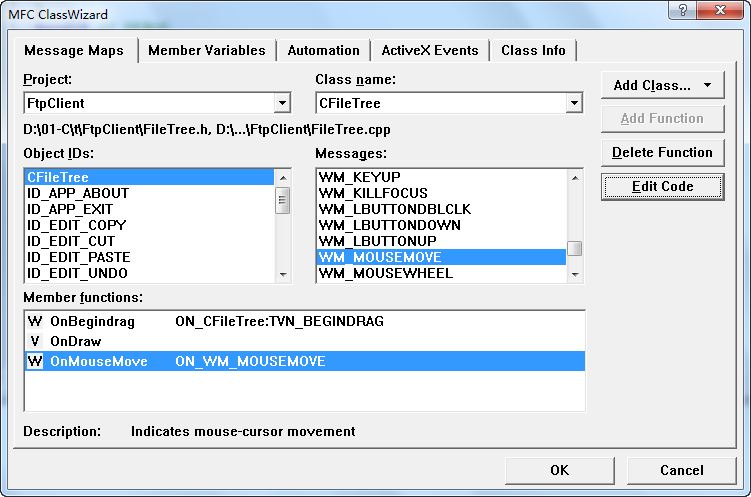 MFC ClassWizard
Message Maps
Member Variables
Automation
ActiveX Events
Class Info
Project:
Class name:
FtpClient
CFileTree
Add Class...
Add Function
Delete Function
Edit Code
D:\01-C\t\FtpClient\FileTree.h, D:\...\FtpClient\FileTree.cpp
Object IDs:
Messages:
CFileTree
ID_APP_ABOUT
ID_APP_EXIT
ID_EDIT_COPY
ID_EDIT_CUT
ID_EDIT_PASTE
ID_EDIT_UNDO
WM_KEYUP
WM_KILLFOCUS
WM_LBUTTONDBLCLK
WM_LBUTTONDOWN
WM_LBUTTONUP
WM_MOUSEMOVE
WM_MOUSEWHEEL
Member functions:
W OnBegindrag ON_CFileTree:TVN_BEGINDRAG
V OnDraw
W OnMouseMove ON_WM_MOUSEMOVE
Description: Indicates mouse-cursor movement
OK
Cancel